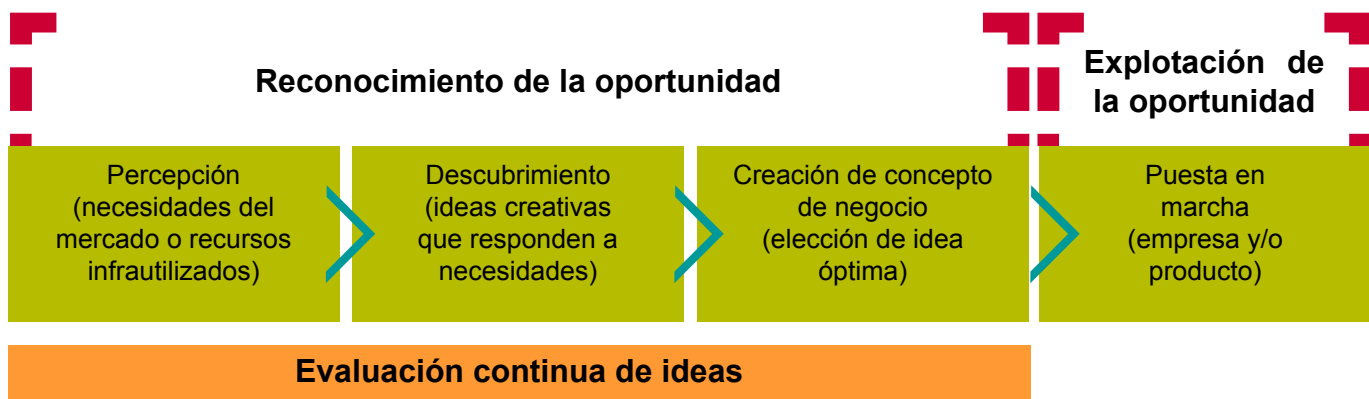 Reconocimiento de la oportunidad
Explotación de
la oportunidad
Percepción
(necesidades del
mercado o recursos
infrautilizados)
Descubrimiento
(ideas creativas
que responden a
necesidades)
Creación de concepto
de negocio
(elección de idea
óptima)
Puesta en
marcha
(empresa y/o
producto)
Evaluación continua de ideas